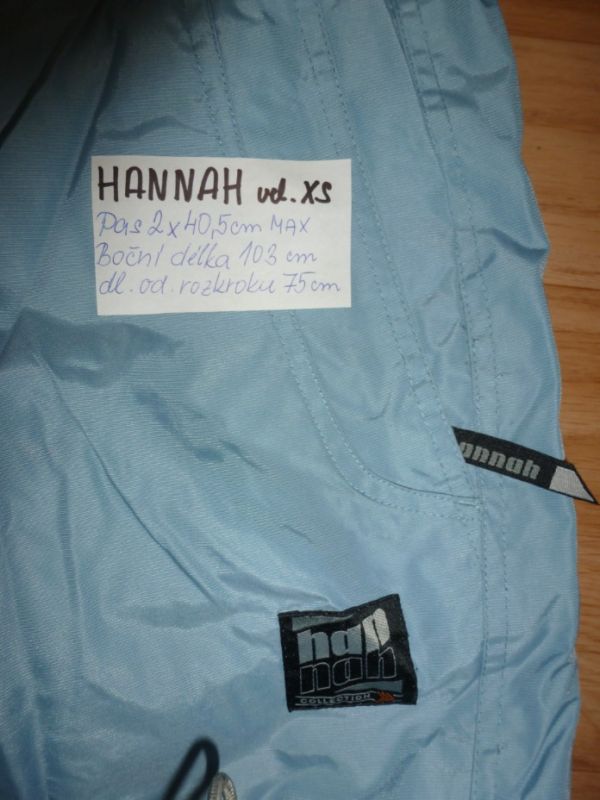 HANNAH vel. XS
Pas 2x40,5cm MAX
Boční délka 103 cm
dl. od. rozkroku 75cm
annah
han
nah
COLLECTION